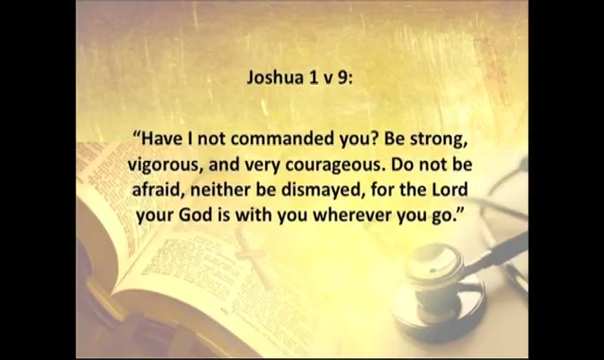 Joshua 1 v 9:
“Have I not commanded you? Be strong,
vigorous, and very courageous. Do not be
afraid, neither be dismayed, for the Lord
your God is with you wherever you go.”